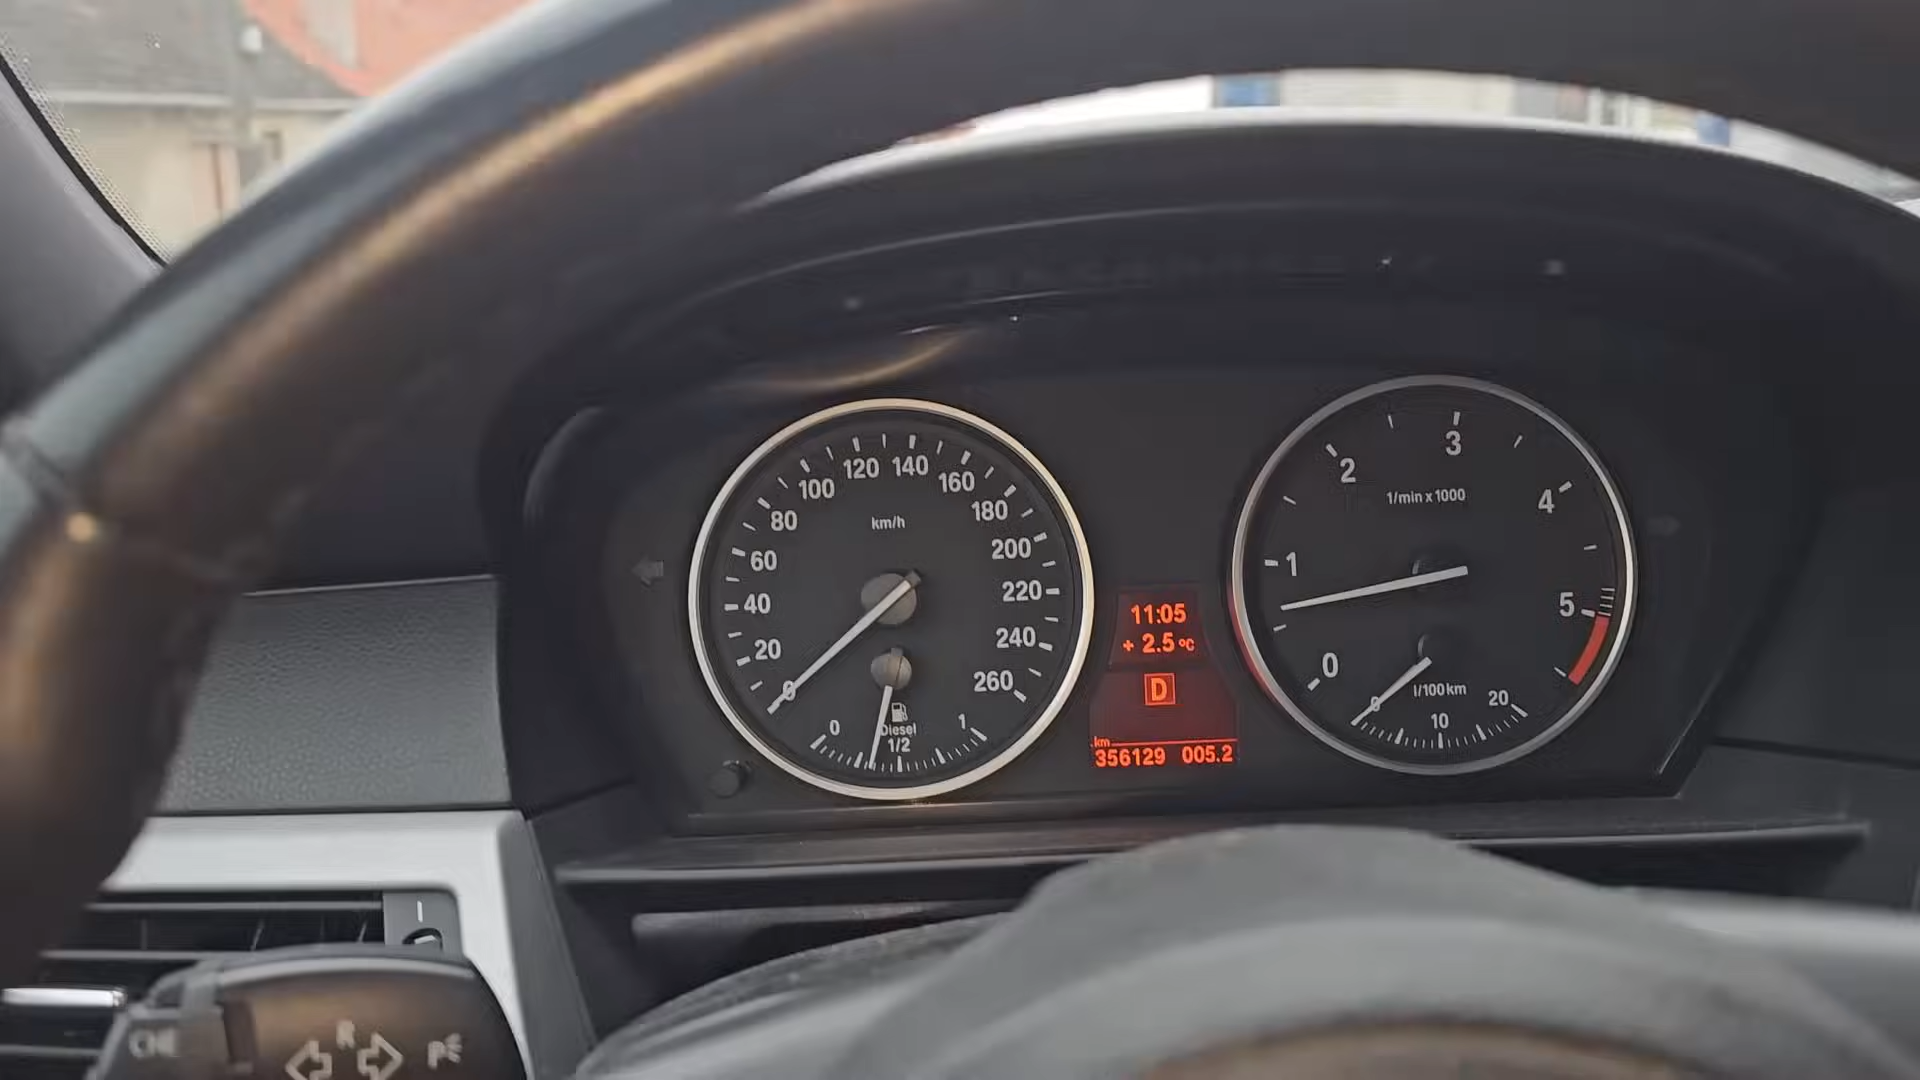 120 140
100 160
80 180
km/h
60 200
40 220
20 240
0 260
0 1
Diesel
1/2
11:05
+ 2.5 °C
D
km
356129 005.2
3
2 4
1/min x 1000
1 5
0
l/100km
0 10 20
I
R
P